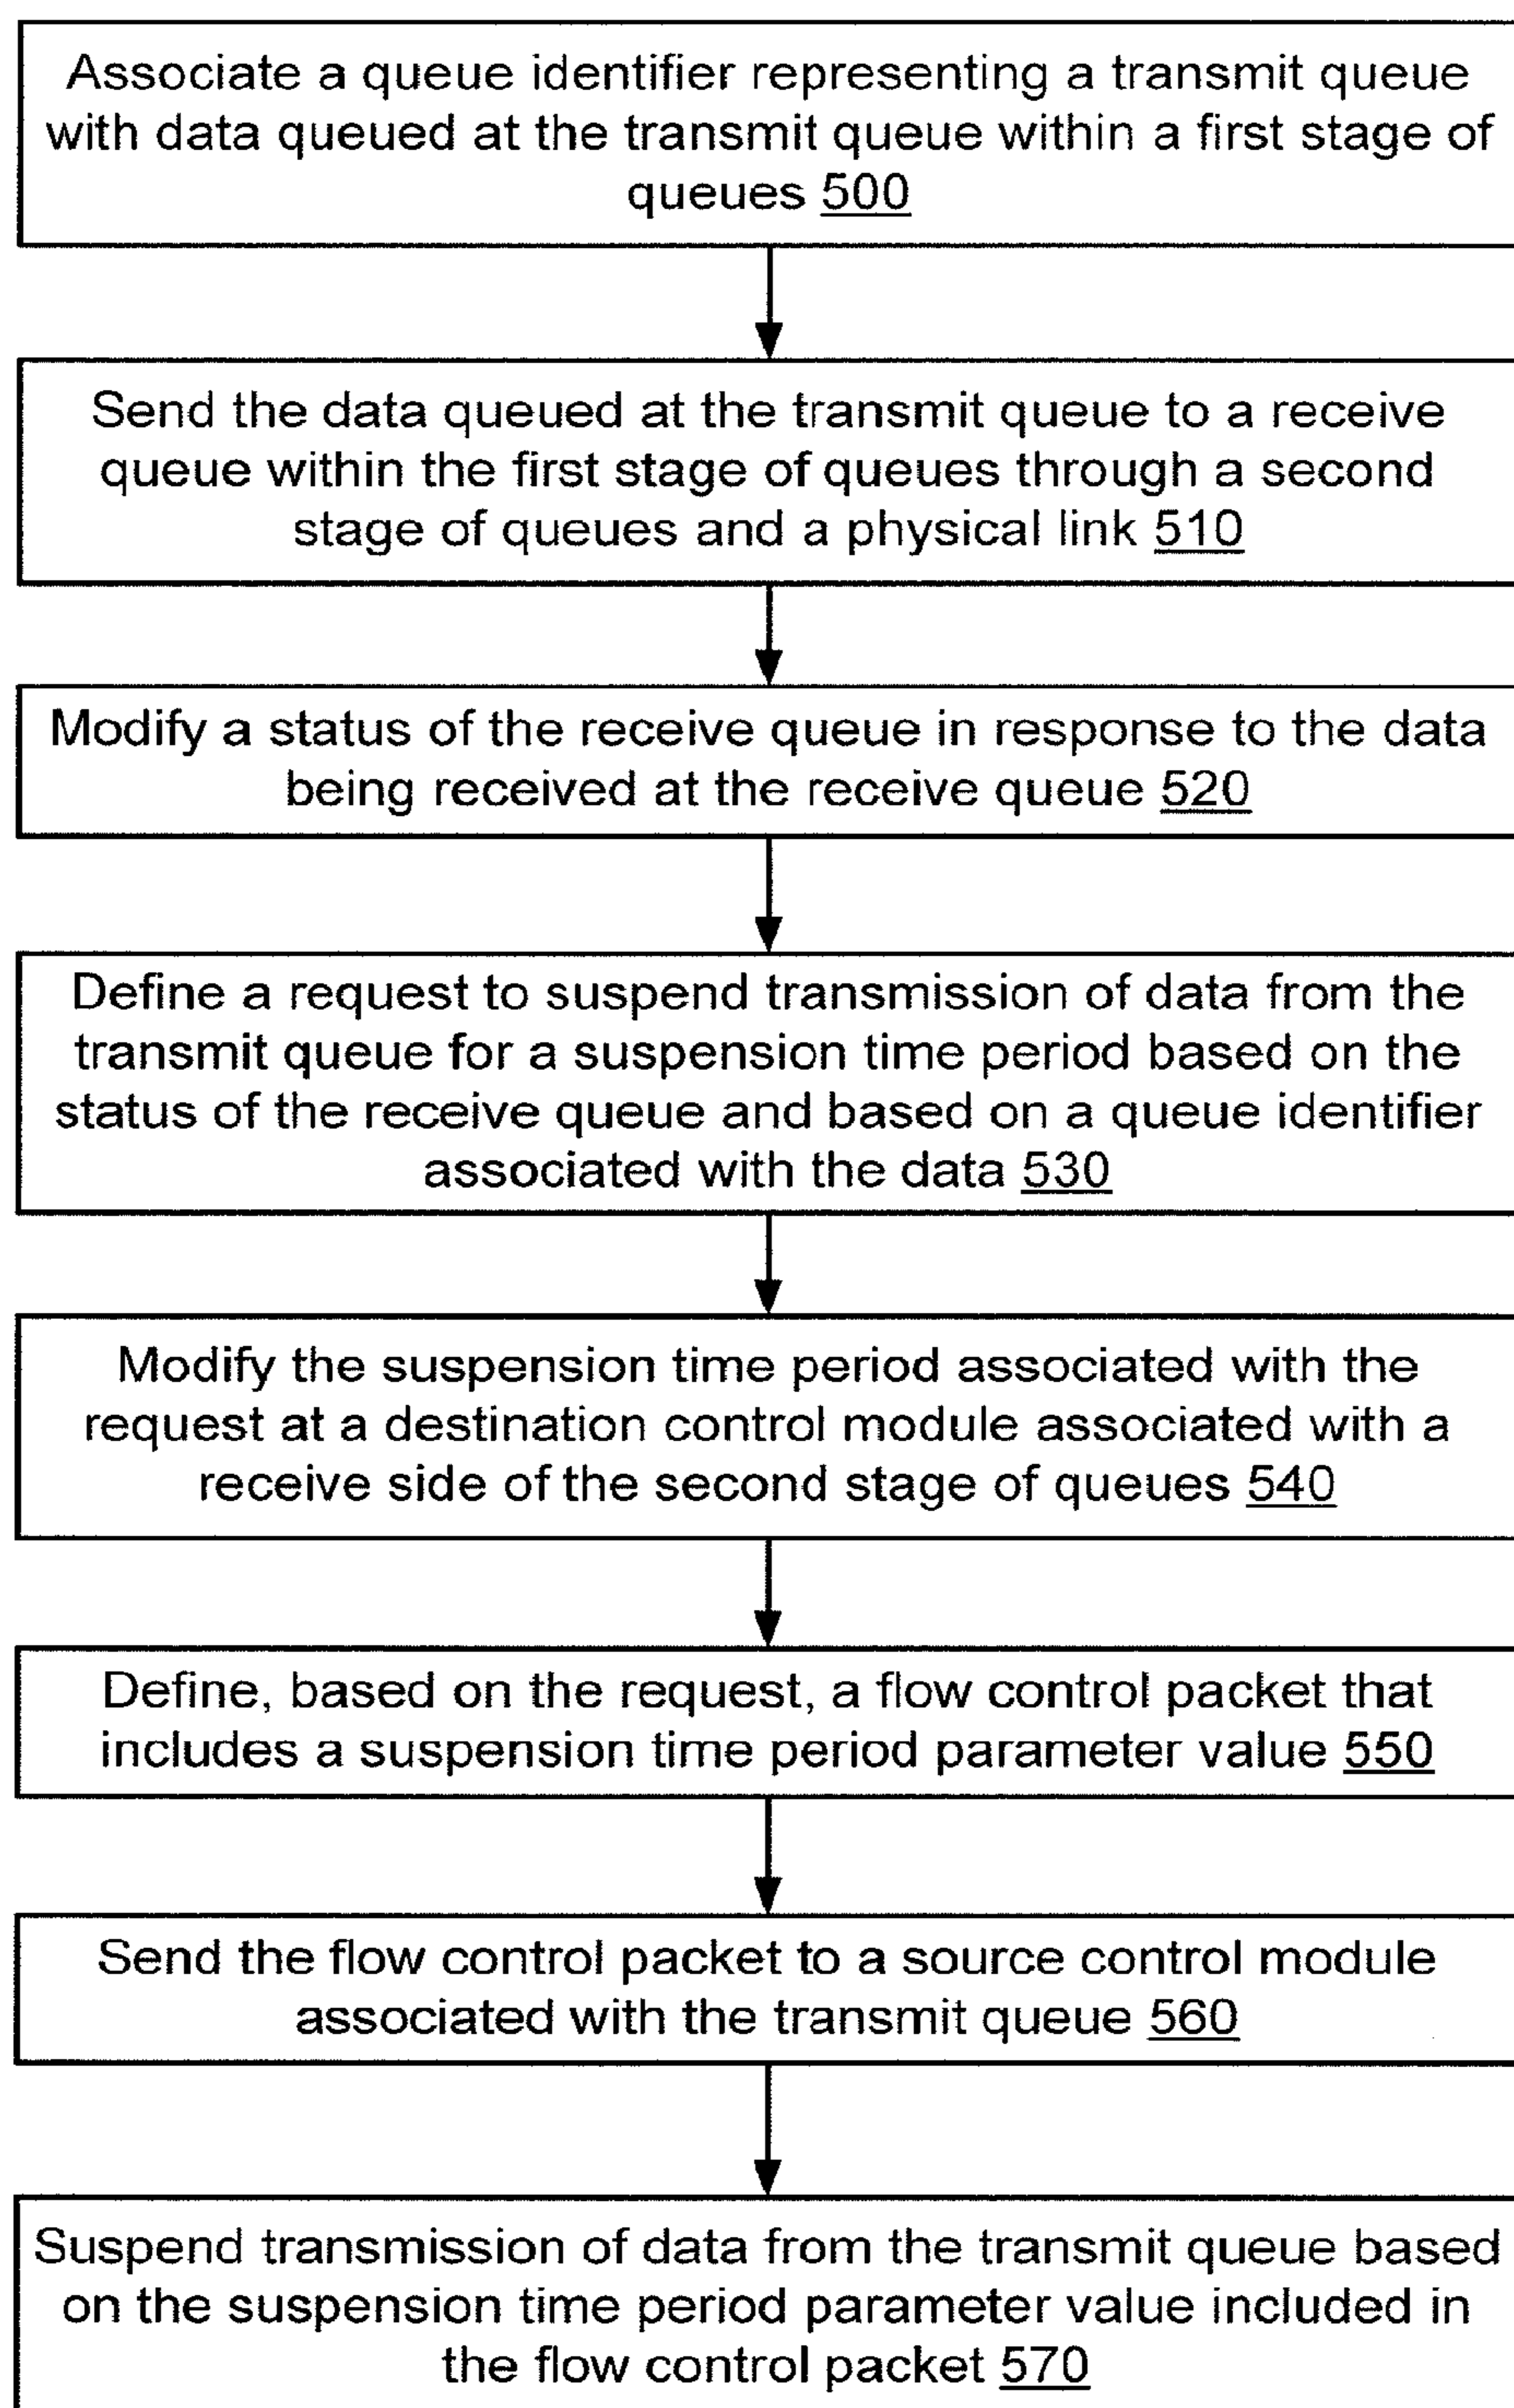 Associate a queue identifier representing a transmit queue
with data queued at the transmit queue within a first stage of
queues 500
Send the data queued at the transmit queue to a receive
queue within the first stage of queues through a second
stage of queues and a physical link 510
Modify a status of the receive queue in response to the data
being received at the receive queue 520
Define a request to suspend transmission of data from the
transmit queue for a suspension time period based on the
status of the receive queue and based on a queue identifier
associated with the data 530
Modify the suspension time period associated with the
request at a destination control module associated with a
receive side of the second stage of queues 540
Define, based on the request, a flow control packet that
includes a suspension time period parameter value 550
Send the flow control packet to a source control module
associated with the transmit queue 560
Suspend transmission of data from the transmit queue based
on the suspension time period parameter value included in
the flow control packet 570